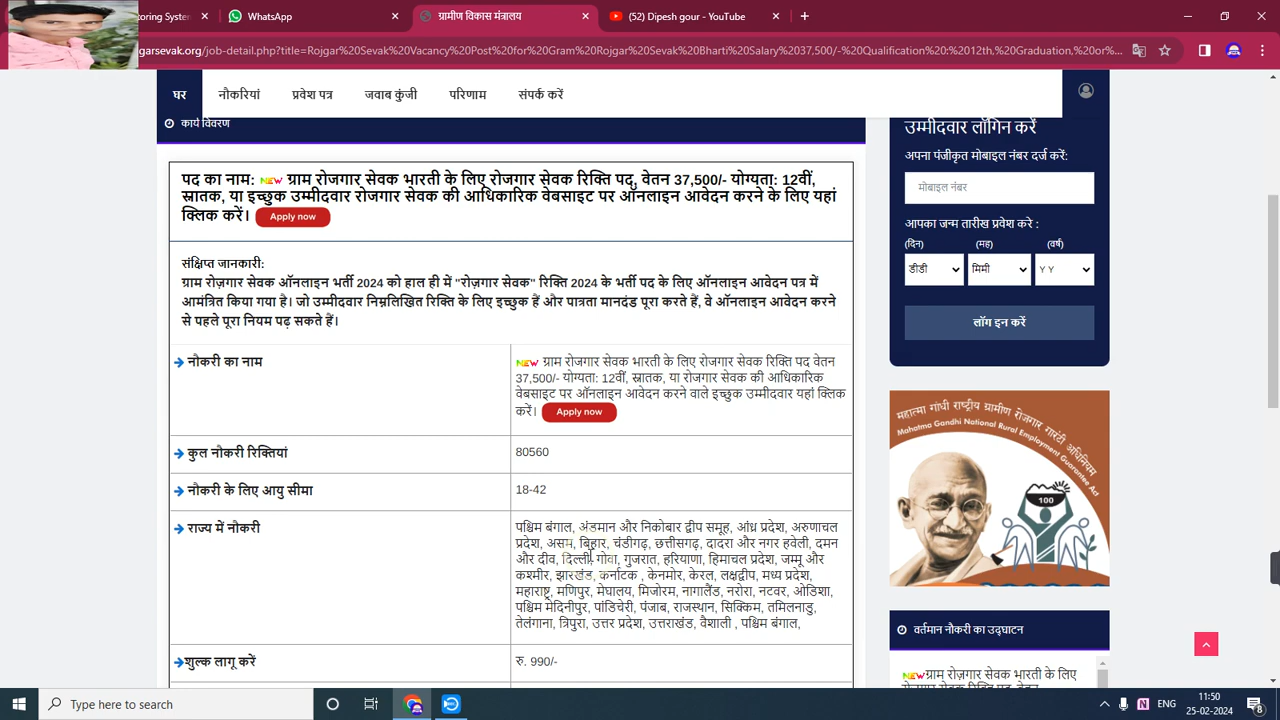 toring Syster
WhatsApp
ग्रामीण विकास मंत्रालय
(52) Dipesh gour - YouTube
garsevak.org/job-detail.php?title=Rojgar%20Sevak%20Vacancy%20Post%20for%20Gram%20Rojgar%20Sevak%20Bharti%20Salary%2037,500/-%20Qualification%20:%2012th,%20Graduation,%20or%...
घर
नौकरियां
प्रवेश पत्र
जवाब कुंजी
परिणाम
संपर्क करें
कार्य विवरण
पद का नाम: NEW ग्राम रोजगार सेवक भारती के लिए रोजगार सेवक रिक्ति पद, वेतन 37,500/- योग्यता: 12वीं,
स्नातक, या इच्छुक उम्मीदवार रोजगार सेवक की आधिकारिक वेबसाइट पर ऑनलाइन आवेदन करने के लिए यहां
क्लिक करें। Apply now
संक्षिप्त जानकारी:
ग्राम रोज़गार सेवक ऑनलाइन भर्ती 2024 को हाल ही में "रोज़गार सेवक" रिक्ति 2024 के भर्ती पद के लिए ऑनलाइन आवेदन पत्र में
आमंत्रित किया गया है। जो उम्मीदवार निम्नलिखित रिक्ति के लिए इच्छुक हैं और पात्रता मानदंड पूरा करते हैं, वे ऑनलाइन आवेदन करने
से पहले पूरा नियम पढ़ सकते हैं।
नौकरी का नाम
NEW ग्राम रोजगार सेवक भारती के लिए रोजगार सेवक रिक्ति पद वेतन
37,500/- योग्यता: 12वीं, स्नातक, या रोजगार सेवक की आधिकारिक
वेबसाइट पर ऑनलाइन आवेदन करने वाले इच्छुक उम्मीदवार यहां क्लिक
करें। Apply now
कुल नौकरी रिक्तियां
80560
नौकरी के लिए आयु सीमा
18-42
राज्य में नौकरी
पश्चिम बंगाल, अंडमान और निकोबार द्वीप समूह, आंध्र प्रदेश, अरुणाचल
प्रदेश, असम, बिहार, चंडीगढ़, छत्तीसगढ़, दादरा और नगर हवेली, दमन
और दीव, दिल्ली, गोवा, गुजरात, हरियाणा, हिमाचल प्रदेश, जम्मू और
कश्मीर, झारखंड, कर्नाटक , केनमोर, केरल, लक्षद्वीप, मध्य प्रदेश,
महाराष्ट्र, मणिपुर, मेघालय, मिजोरम, नागालैंड, नरोरा, नटवर, ओडिशा,
पश्चिम मेदिनीपुर, पांडिचेरी, पंजाब, राजस्थान, सिक्किम, तमिलनाडु,
तेलंगाना, त्रिपुरा, उत्तर प्रदेश, उत्तराखंड, वैशाली , पश्चिम बंगाल,
शुल्क लागू करें
रु. 990/-
उम्मीदवार लॉगिन करें
अपना पंजीकृत मोबाइल नंबर दर्ज करें:
मोबाइल नंबर
आपका जन्म तारीख प्रवेश करे :
(दिन)
(मह)
(वर्ष)
डीडी
मिमी
Y Y
लॉग इन करें
महात्मा गांधी राष्ट्रीय ग्रामीण रोजगार गारंटी अधिनियम
Mahatma Gandhi National Rural Employment Guarantee Act
100
वर्तमान नौकरी का उद्घाटन
NEW ग्राम रोज़गार सेवक भारती के लिए
Type here to search
ENG
11:50
25-02-2024
8